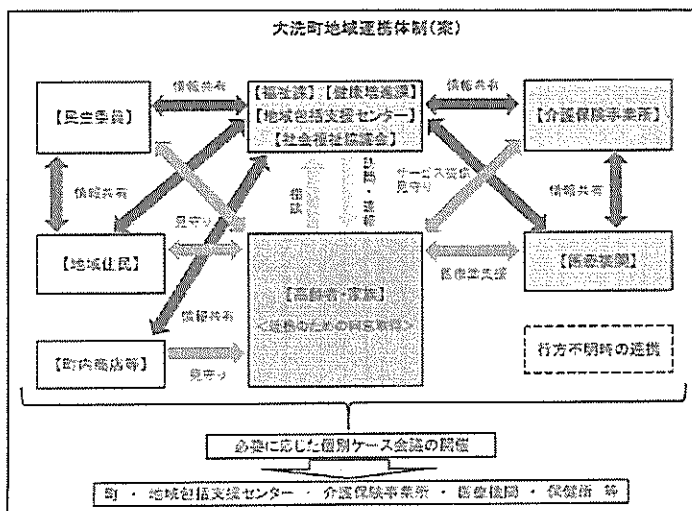 大洗町地域連携体制(案)
【民生委員】
情報共有
【福祉課】【健康増進課】
【地域包括支援センター】
【社会福祉協議会】
情報共有
【介護保険事業所】
情報共有
見守り
相談
訪問・連絡
サービス提供
見守り
情報共有
【地域住民】
【高齢者・家族】
医療的支援
【医療機関】
情報共有
【町内商店等】
見守り
行方不明時の連携
必要に応じた個別ケース会議の開催
町 ・ 地域包括支援センター ・ 介護保険事業所 ・ 医療機関 ・ 保健所 等